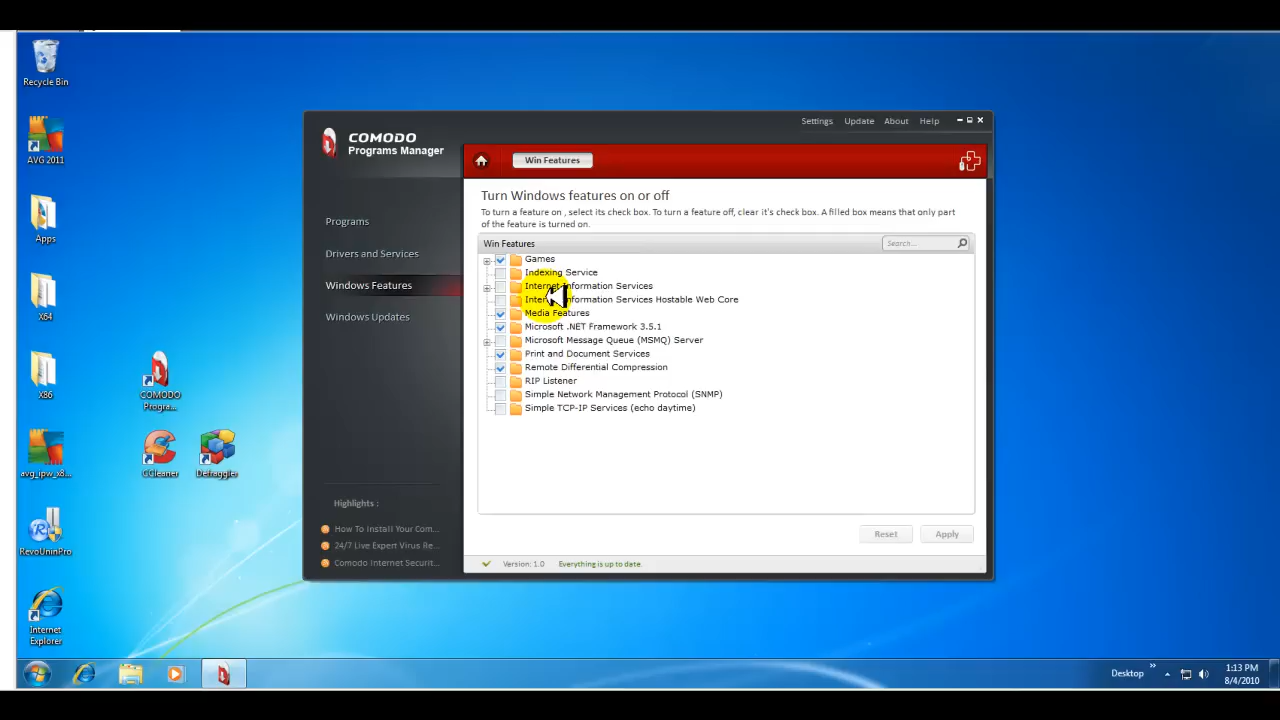 Recycle Bin
AVG 2011
Apps
X64
X86
COMODO
Progra...
avg_ipw_x8...
CCleaner
Defraggler
RevoUninPro
Internet
Explorer
COMODO
Programs Manager
Settings
Update
About
Help
Win Features
Programs
Drivers and Services
Windows Features
Windows Updates
Turn Windows features on or off
To turn a feature on , select its check box. To turn a feature off, clear it's check box. A filled box means that only part
of the feature is turned on.
Win Features
Search...
Games
Indexing Service
Internet Information Services
Internet Information Services Hostable Web Core
Media Features
Microsoft .NET Framework 3.5.1
Microsoft Message Queue (MSMQ) Server
Print and Document Services
Remote Differential Compression
RIP Listener
Simple Network Management Protocol (SNMP)
Simple TCP-IP Services (echo daytime)
Reset
Apply
Highlights :
How To Install Your Com...
24/7 Live Expert Virus Re...
Comodo Internet Securit...
Version: 1.0
Everything is up to date
Desktop
1:13 PM
8/4/2010